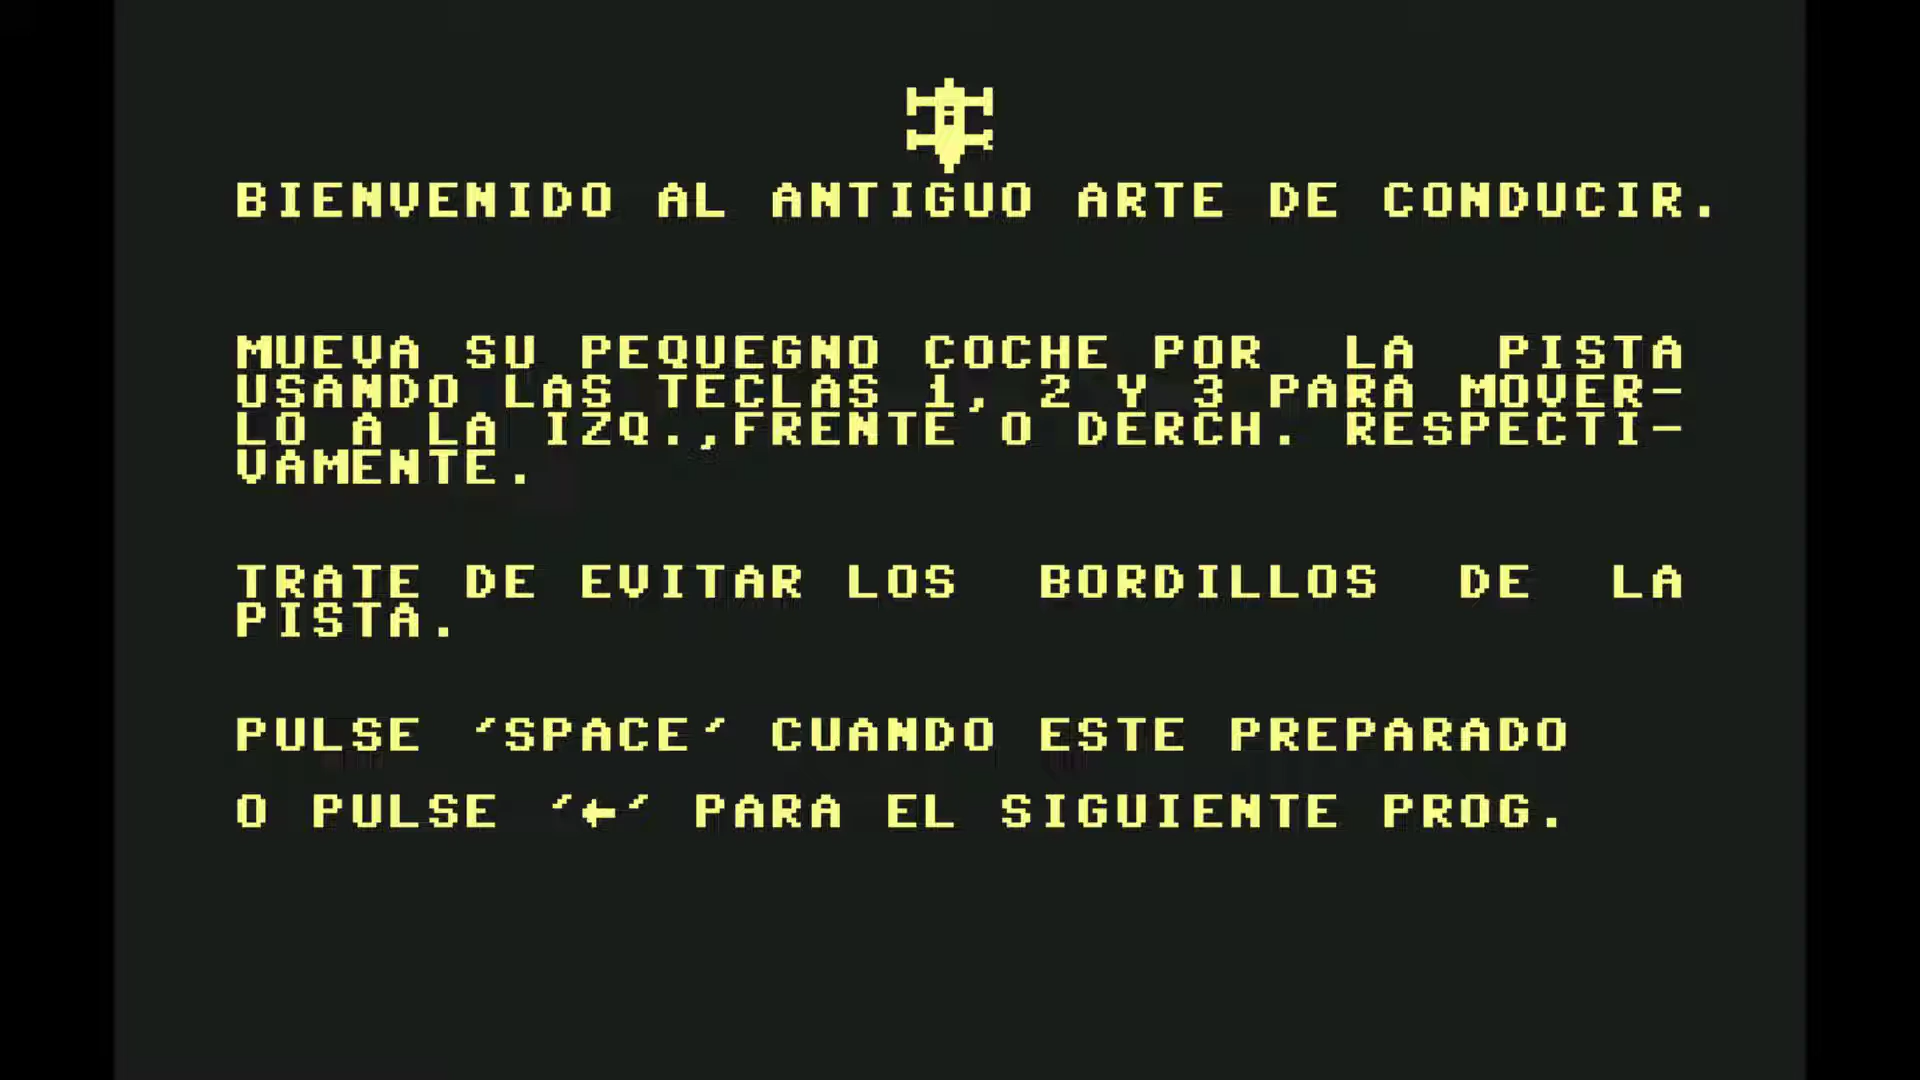 BIENVENIDO AL ANTIGUO ARTE DE CONDUCIR.
MUEVA SU PEQUEGNO COCHE POR LA PISTA
USANDO LAS TECLAS 1, 2 Y 3 PARA MOVER-
LO A LA IZQ.,FRENTE O DERCH. RESPECTI-
VAMENTE.
TRATE DE EVITAR LOS BORDILLOS DE LA
PISTA.
PULSE 'SPACE' CUANDO ESTE PREPARADO
O PULSE '←' PARA EL SIGUIENTE PROG.